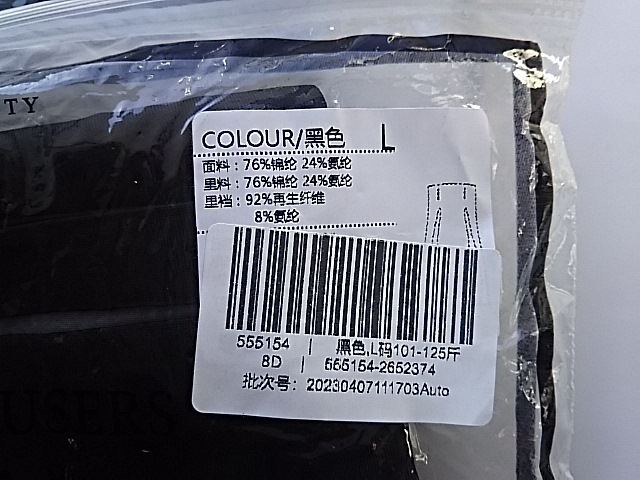 TY
COLOUR/黑色 L
面料：76%锦纶 24%氨纶
里料：76%锦纶 24%氨纶
里裆：92%再生纤维
8%氨纶
555154 | 黑色,L码101-125斤
8D | 555154-2652374
批次号：20230407111703Auto
USERS